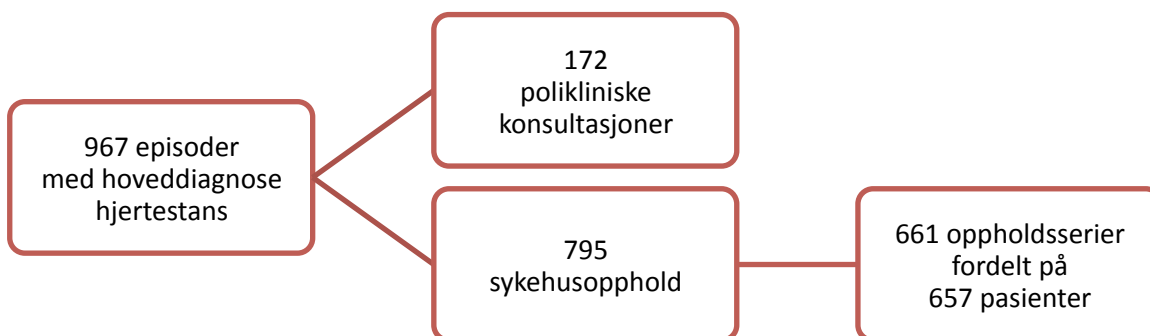 967 episoder
med hoveddiagnose
hjertestans
172
polikliniske
konsultasjoner
795
sykehusopphold
661 oppholdsserier
fordelt på
657 pasienter